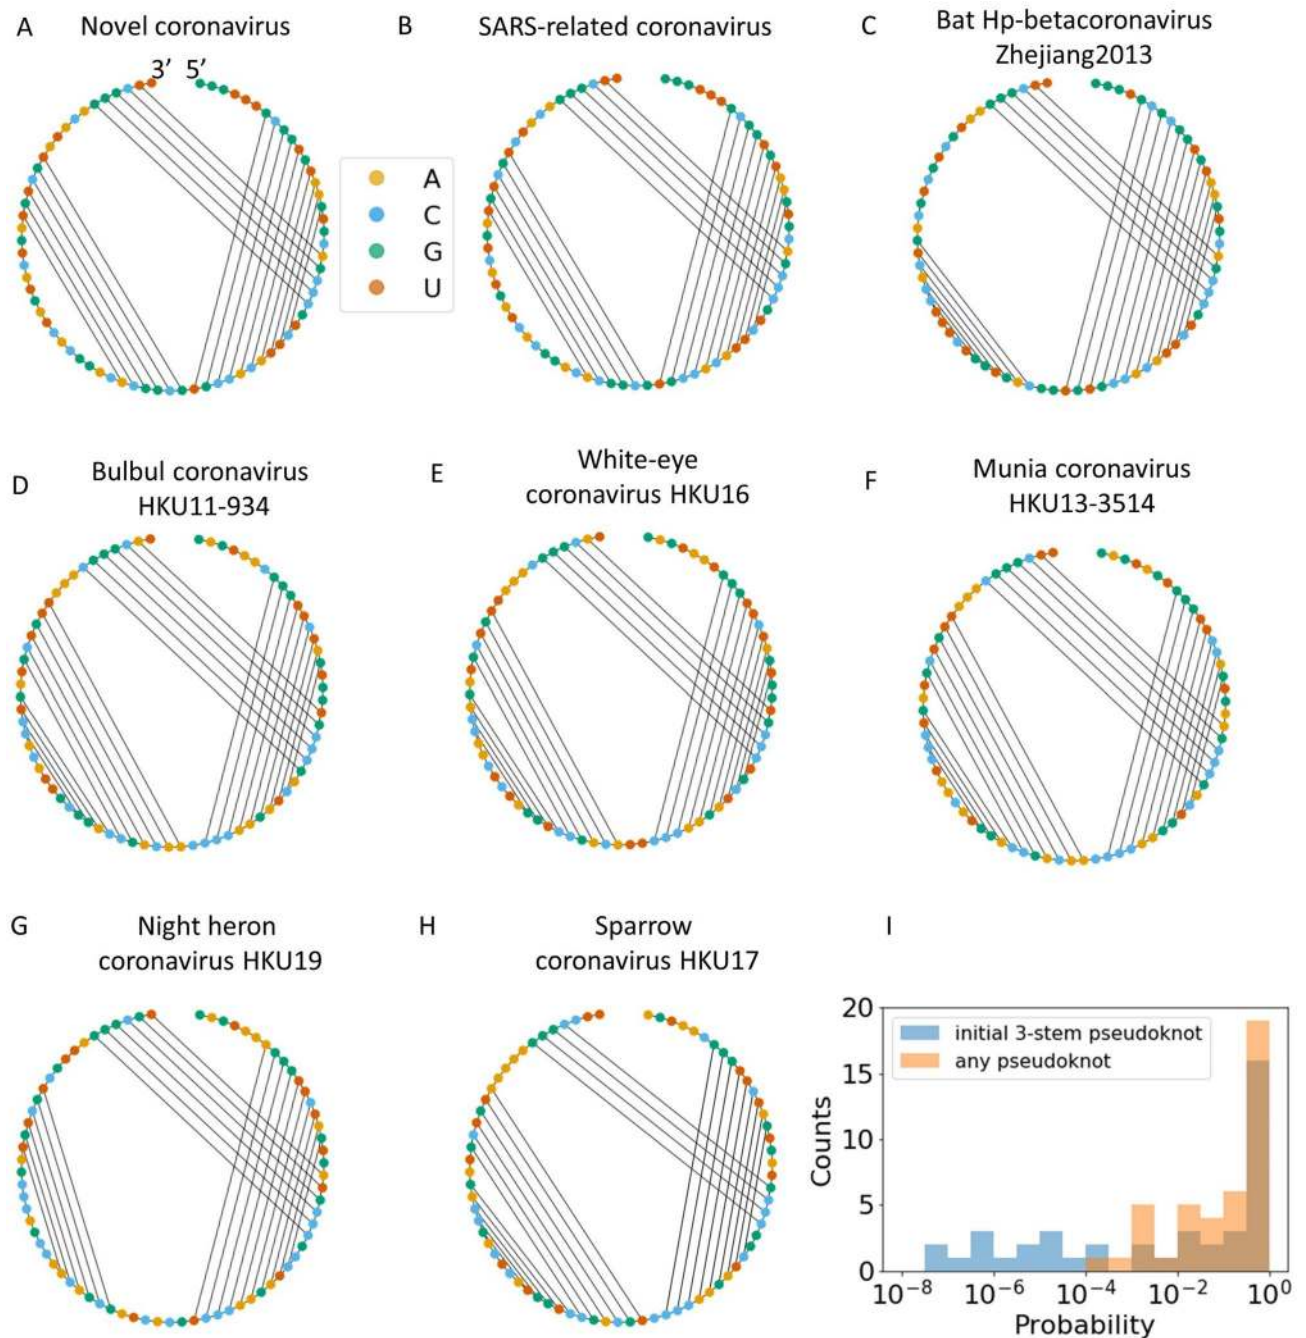 A
Novel coronavirus
B
SARS-related coronavirus
C
Bat Hp-betacoronavirus
Zhejiang2013
3’ 5’
A
C
G
U
D
Bulbul coronavirus
HKU11-934
E
White-eye
coronavirus HKU16
F
Munia coronavirus
HKU13-3514
G
Night heron
coronavirus HKU19
H
Sparrow
coronavirus HKU17
I
20
15
10
5
0
Counts
initial 3-stem pseudoknot
any pseudoknot
10⁻⁸ 10⁻⁶ 10⁻⁴ 10⁻² 10⁰
Probability